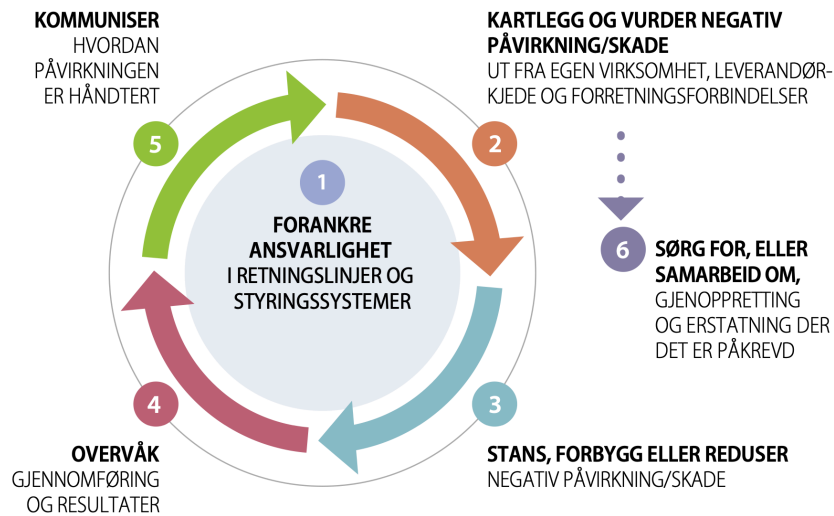 1
FORANKRE
ANSVARLIGHET
I RETNINGSLINJER OG
STYRINGSSYSTEMER
2
KARTLEGG OG VURDER NEGATIV
PÅVIRKNING/SKADE
UT FRA EGEN VIRKSOMHET, LEVERANDØR-
KJEDE OG FORRETNINGSFORBINDELSER
3
STANS, FORBYGG ELLER REDUSER
NEGATIV PÅVIRKNING/SKADE
4
OVERVÅK
GJENNOMFØRING
OG RESULTATER
5
KOMMUNISER
HVORDAN
PÅVIRKNINGEN
ER HÅNDTERT
6
SØRG FOR, ELLER
SAMARBEID OM,
GJENOPPRETTING
OG ERSTATNING DER
DET ER PÅKREVD